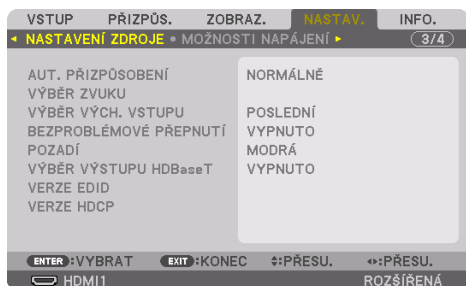 VSTUP PŘIZPŮS. ZOBRAZ. NASTAV. INFO.
◂ NASTAVENÍ ZDROJE • MOŽNOSTI NAPÁJENÍ ▸ 3/4
AUT. PŘIZPŮSOBENÍ NORMÁLNĚ
VÝBĚR ZVUKU
VÝBĚR VÝCH. VSTUPU POSLEDNÍ
BEZPROBLÉMOVÉ PŘEPNUTÍ VYPNUTO
POZADÍ MODRÁ
VÝBĚR VÝSTUPU HDBaseT VYPNUTO
VERZE EDID
VERZE HDCP
ENTER:VYBRAT EXIT:KONEC :PŘESU. :PŘESU.
HDMI1 ROZŠÍŘENÁ